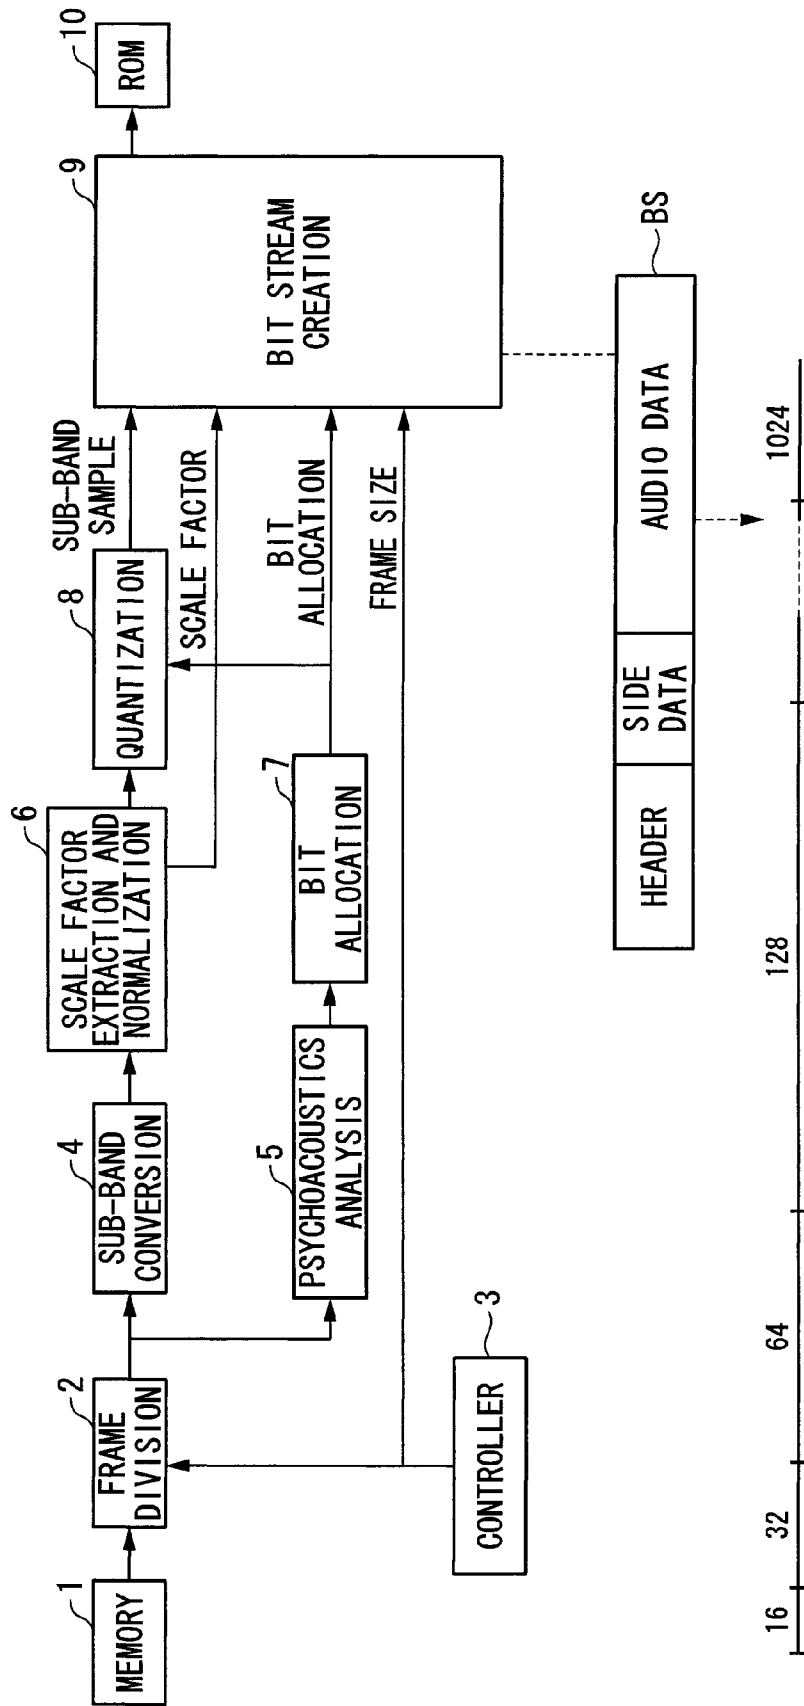 1
MEMORY
2
FRAME
DIVISION
4
SUB-BAND
CONVERSION
6
SCALE FACTOR
EXTRACTION AND
NORMALIZATION
8
QUANTIZATION
SUB-BAND
SAMPLE
9
BIT STREAM
CREATION
10
ROM
SCALE FACTOR
5
PSYCHOACOUSTICS
ANALYSIS
7
BIT
ALLOCATION
BIT
ALLOCATION
FRAME SIZE
3
CONTROLLER
HEADER
SIDE
DATA
AUDIO DATA
BS
16
32
64
128
1024